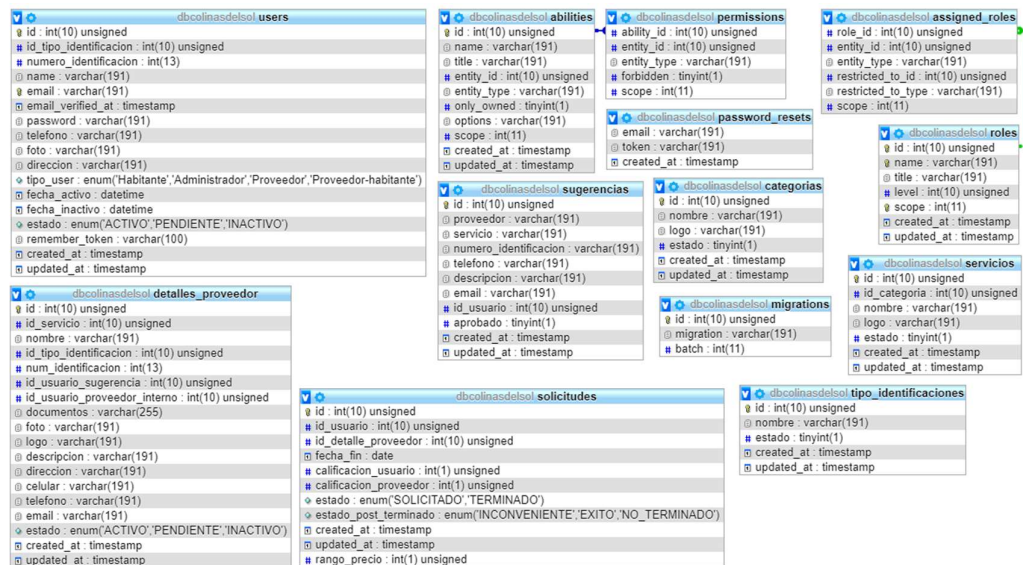 dbcolinasdelsol users
id : int(10) unsigned
id_tipo_identificacion : int(10) unsigned
numero_identificacion : int(13)
name : varchar(191)
email : varchar(191)
email_verified_at : timestamp
password : varchar(191)
telefono : varchar(191)
foto : varchar(191)
direccion : varchar(191)
tipo_user : enum('Habitante','Administrador','Proveedor','Proveedor-habitante')
fecha_activo : datetime
fecha_inactivo : datetime
estado : enum('ACTIVO','PENDIENTE','INACTIVO')
remember_token : varchar(100)
created_at : timestamp
updated_at : timestamp
dbcolinasdelsol abilities
id : int(10) unsigned
name : varchar(191)
title : varchar(191)
entity_id : int(10) unsigned
entity_type : varchar(191)
only_owned : tinyint(1)
options : varchar(191)
scope : int(11)
created_at : timestamp
updated_at : timestamp
dbcolinasdelsol permissions
ability_id : int(10) unsigned
entity_id : int(10) unsigned
entity_type : varchar(191)
forbidden : tinyint(1)
scope : int(11)
dbcolinasdelsol assigned_roles
role_id : int(10) unsigned
entity_id : int(10) unsigned
entity_type : varchar(191)
restricted_to_id : int(10) unsigned
restricted_to_type : varchar(191)
scope : int(11)
dbcolinasdelsol password_resets
email : varchar(191)
token : varchar(191)
created_at : timestamp
dbcolinasdelsol roles
id : int(10) unsigned
name : varchar(191)
title : varchar(191)
level : int(10) unsigned
scope : int(11)
created_at : timestamp
updated_at : timestamp
dbcolinasdelsol sugerencias
id : int(10) unsigned
proveedor : varchar(191)
servicio : varchar(191)
numero_identificacion : varchar(191)
telefono : varchar(191)
descripcion : varchar(191)
email : varchar(191)
id_usuario : int(10) unsigned
aprobado : tinyint(1)
created_at : timestamp
updated_at : timestamp
dbcolinasdelsol categorias
id : int(10) unsigned
nombre : varchar(191)
logo : varchar(191)
estado : tinyint(1)
created_at : timestamp
updated_at : timestamp
dbcolinasdelsol servicios
id : int(10) unsigned
id_categoria : int(10) unsigned
nombre : varchar(191)
logo : varchar(191)
estado : tinyint(1)
created_at : timestamp
updated_at : timestamp
dbcolinasdelsol detalles_proveedor
id : int(10) unsigned
id_servicio : int(10) unsigned
nombre : varchar(191)
id_tipo_identificacion : int(10) unsigned
num_identificacion : int(13)
id_usuario_sugerencia : int(10) unsigned
id_usuario_proveedor_interno : int(10) unsigned
documentos : varchar(255)
foto : varchar(191)
logo : varchar(191)
descripcion : varchar(191)
direccion : varchar(191)
celular : varchar(191)
telefono : varchar(191)
email : varchar(191)
estado : enum('ACTIVO','PENDIENTE','INACTIVO')
created_at : timestamp
updated_at : timestamp
dbcolinasdelsol migrations
id : int(10) unsigned
migration : varchar(191)
batch : int(11)
dbcolinasdelsol solicitudes
id : int(10) unsigned
id_usuario : int(10) unsigned
id_detalle_proveedor : int(10) unsigned
fecha_fin : date
calificacion_usuario : int(1) unsigned
calificacion_proveedor : int(1) unsigned
estado : enum('SOLICITADO','TERMINADO')
estado_post_terminado : enum('INCONVENIENTE','EXITO','NO_TERMINADO')
created_at : timestamp
updated_at : timestamp
rango_precio : int(1) unsigned
dbcolinasdelsol tipo_identificaciones
id : int(10) unsigned
nombre : varchar(191)
estado : tinyint(1)
created_at : timestamp
updated_at : timestamp